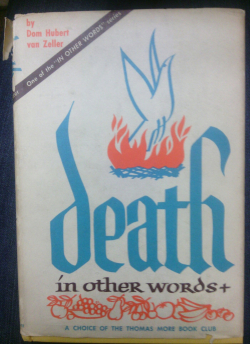 by
Dom Hubert
van Zeller
One of the "IN OTHER WORDS" series
death
in other words+
A CHOICE OF THE THOMAS MORE BOOK CLUB